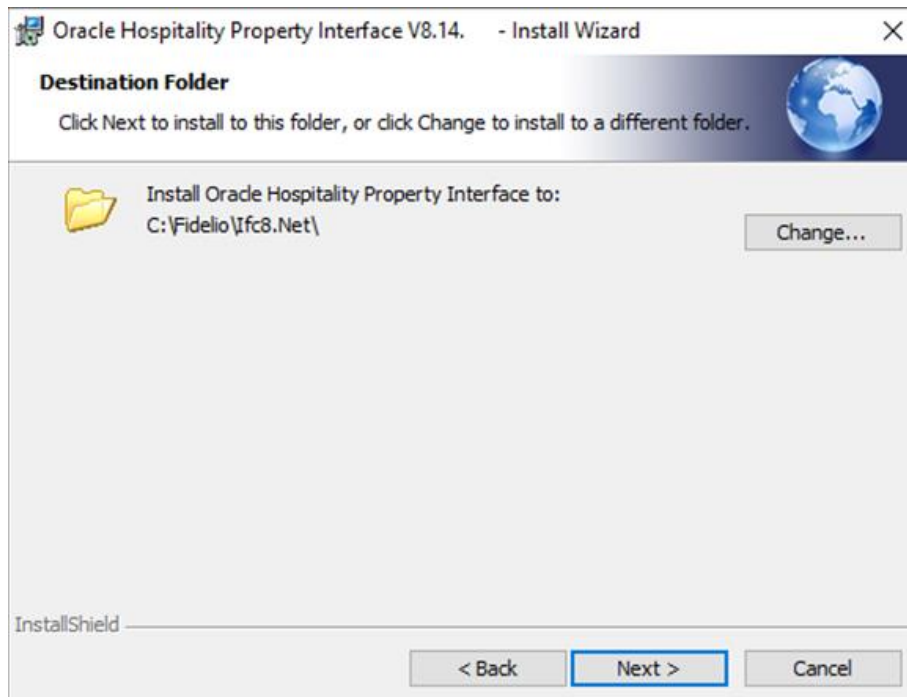 Oracle Hospitality Property Interface V8.14. - Install Wizard
Destination Folder
Click Next to install to this folder, or click Change to install to a different folder.
Install Oracle Hospitality Property Interface to:
C:\Fidelio\Ifc8.Net\
Change...
InstallShield
< Back
Next >
Cancel